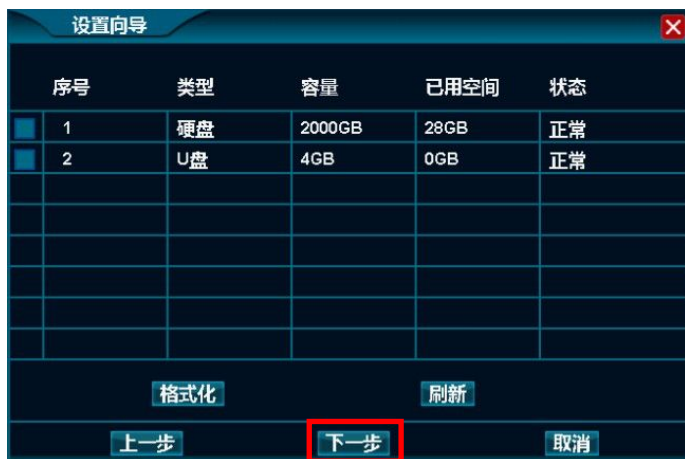 设置向导
序号 类型 容量 已用空间 状态
1 硬盘 2000GB 28GB 正常
2 U盘 4GB 0GB 正常
格式化 刷新
上一步 下一步 取消